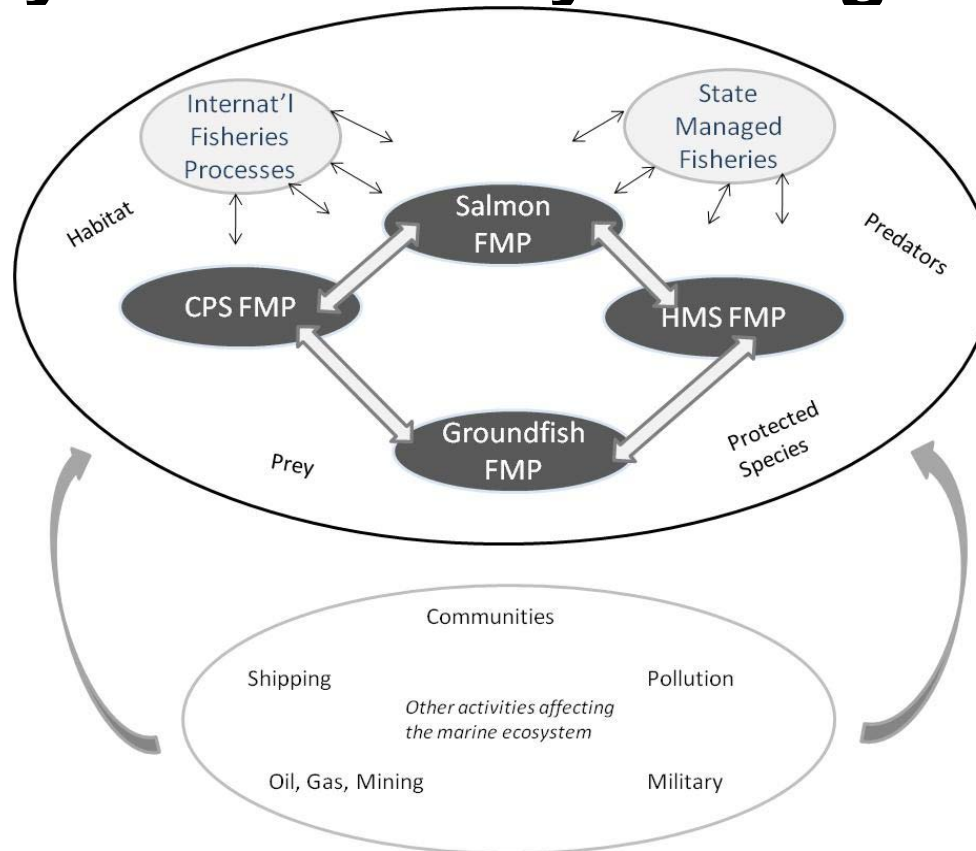 Internat'l
Fisheries
Processes
State
Managed
Fisheries
Habitat
Salmon
FMP
Predators
CPS FMP
HMS FMP
Groundfish
FMP
Prey
Protected
Species
Communities
Shipping
Pollution
Other activities affecting
the marine ecosystem
Oil, Gas, Mining
Military